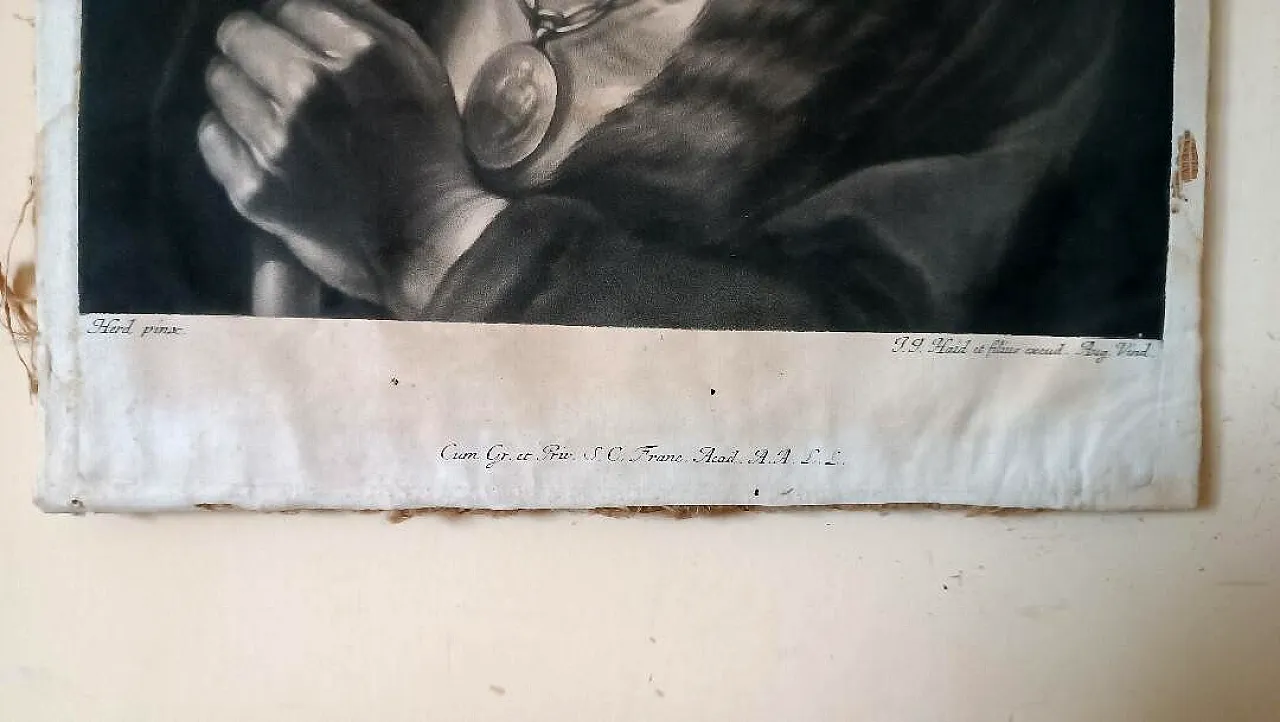 Herd pinx.
J. J. Haid et filius excud. Aug. Vind.
Cum Gr. et Priv. S. C. Franc. Acad. A. A. L. L.